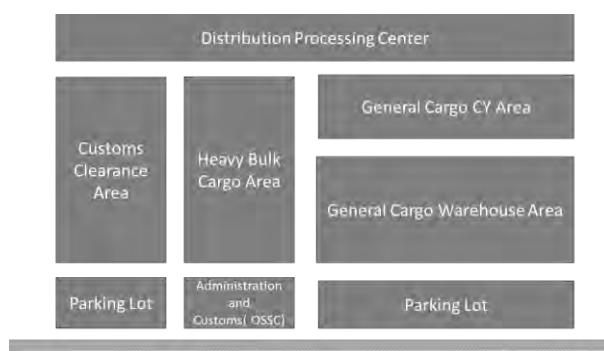 Distribution Processing Center
Customs
Clearance
Area
Heavy Bulk
Cargo Area
General Cargo CY Area
General Cargo Warehouse Area
Parking Lot
Administration
and
Customs( OSSC)
Parking Lot